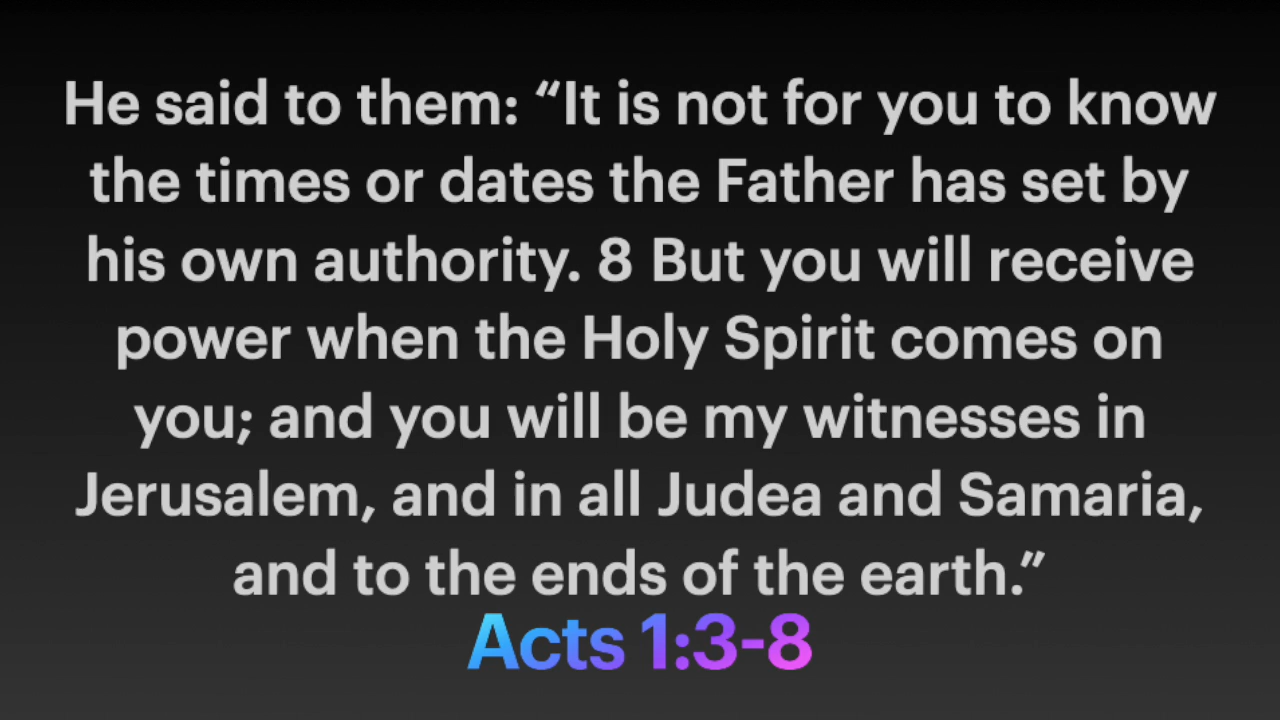 He said to them: “It is not for you to know
the times or dates the Father has set by
his own authority. 8 But you will receive
power when the Holy Spirit comes on
you; and you will be my witnesses in
Jerusalem, and in all Judea and Samaria,
and to the ends of the earth.”
Acts 1:3-8